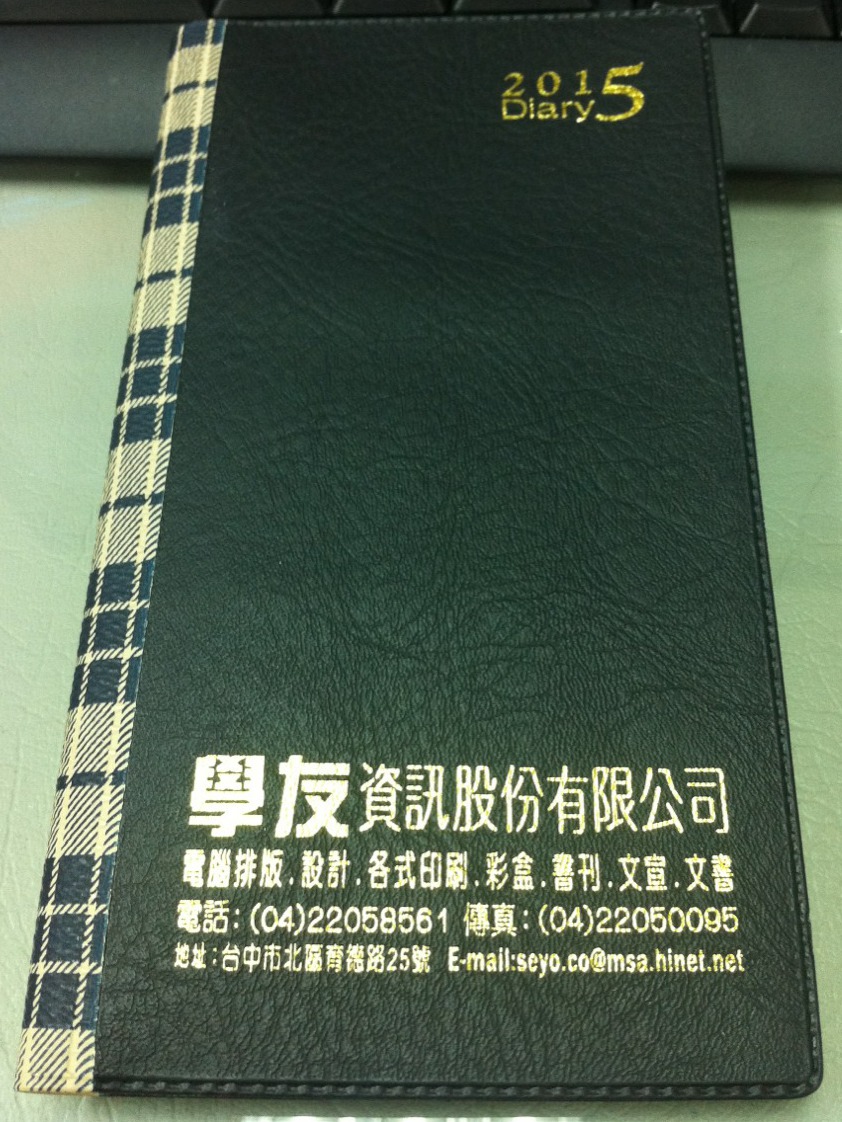 2015
Diary
學友資訊股份有限公司
電腦排版.設計.各式印刷.彩盒.書刊.文宣.文書
電話:(04)22058561 傳真:(04)22050095
地址:台中市北區育德路25號 E-mail:seyo.co@msa.hinet.net